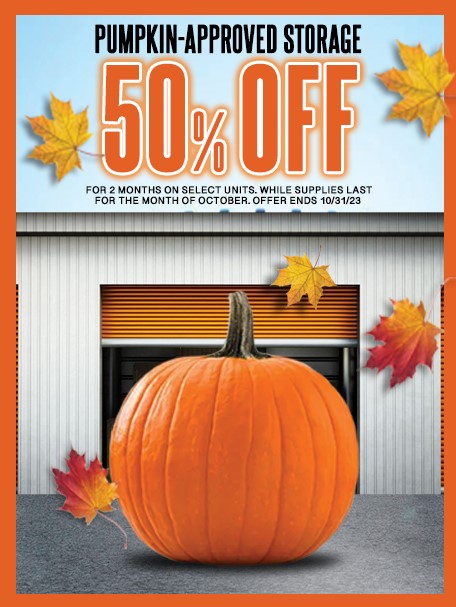 PUMPKIN-APPROVED STORAGE
50% OFF
FOR 2 MONTHS ON SELECT UNITS. WHILE SUPPLIES LAST
FOR THE MONTH OF OCTOBER. OFFER ENDS 10/31/23